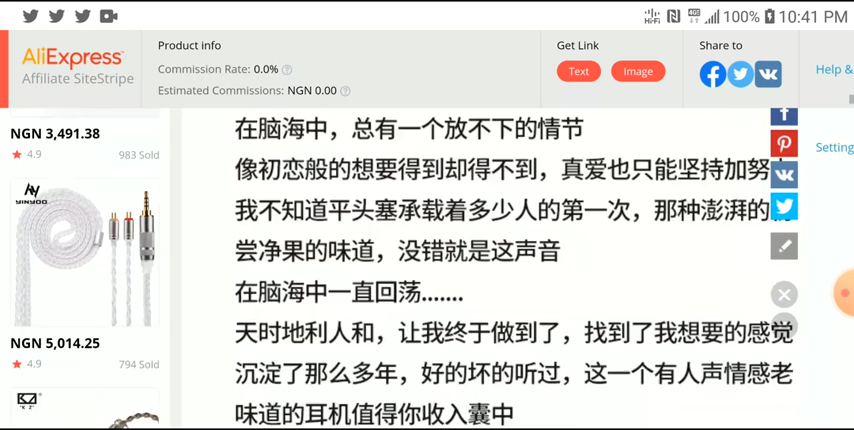 100% 10:41 PM
AliExpress
Affiliate SiteStripe
Product info
Commission Rate: 0.0%
Estimated Commissions: NGN 0.00
Get Link
Text
Image
Share to
Help &
Setting
NGN 3,491.38
4.9
983 Sold
YINYOO
NGN 5,014.25
4.9
794 Sold
KZ
在脑海中，总有一个放不下的情节
像初恋般的想要得到却得不到，真爱也只能坚持加努
我不知道平头塞承载着多少人的第一次，那种澎湃的
尝净果的味道，没错就是这声音
在脑海中一直回荡.......
天时地利人和，让我终于做到了，找到了我想要的感觉
沉淀了那么多年，好的坏的听过，这一个有人声情感老
味道的耳机值得你收入囊中